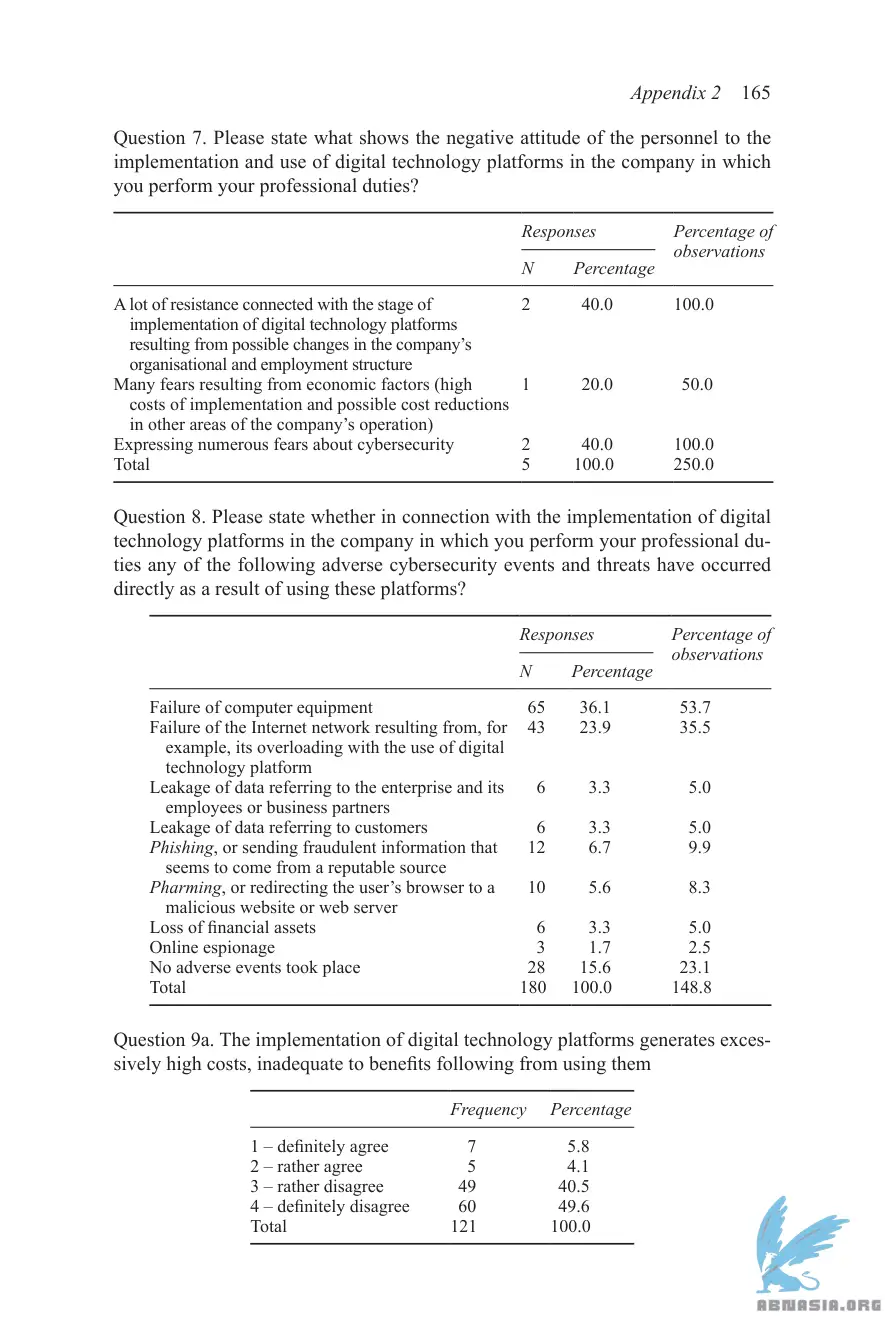 Appendix 2 165
Question 7. Please state what shows the negative attitude of the personnel to the
implementation and use of digital technology platforms in the company in which
you perform your professional duties?
Responses Percentage of
observations
N Percentage
A lot of resistance connected with the stage of 2 40.0 100.0
implementation of digital technology platforms
resulting from possible changes in the company’s
organisational and employment structure
Many fears resulting from economic factors (high 1 20.0 50.0
costs of implementation and possible cost reductions
in other areas of the company’s operation)
Expressing numerous fears about cybersecurity 2 40.0 100.0
Total 5 100.0 250.0
Question 8. Please state whether in connection with the implementation of digital
technology platforms in the company in which you perform your professional du-
ties any of the following adverse cybersecurity events and threats have occurred
directly as a result of using these platforms?
Responses Percentage of
observations
N Percentage
Failure of computer equipment 65 36.1 53.7
Failure of the Internet network resulting from, for 43 23.9 35.5
example, its overloading with the use of digital
technology platform
Leakage of data referring to the enterprise and its 6 3.3 5.0
employees or business partners
Leakage of data referring to customers 6 3.3 5.0
Phishing, or sending fraudulent information that 12 6.7 9.9
seems to come from a reputable source
Pharming, or redirecting the user’s browser to a 10 5.6 8.3
malicious website or web server
Loss of financial assets 6 3.3 5.0
Online espionage 3 1.7 2.5
No adverse events took place 28 15.6 23.1
Total 180 100.0 148.8
Question 9a. The implementation of digital technology platforms generates exces-
sively high costs, inadequate to benefits following from using them
Frequency Percentage
1 – definitely agree 7 5.8
2 – rather agree 5 4.1
3 – rather disagree 49 40.5
4 – definitely disagree 60 49.6
Total 121 100.0
ABNASIA.ORG